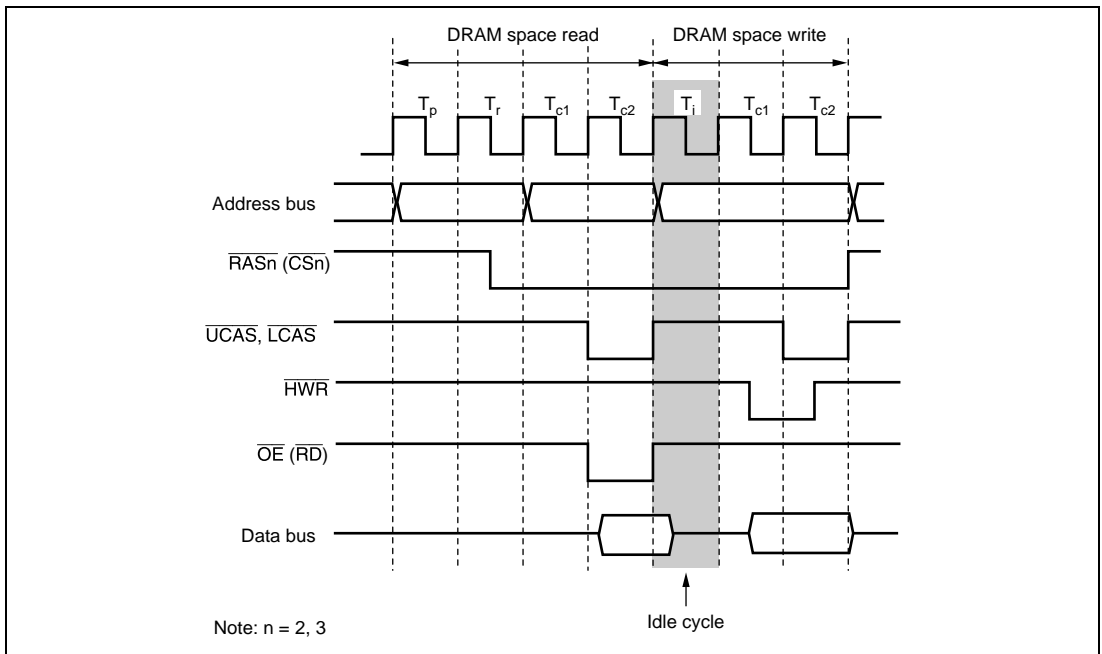 DRAM space read DRAM space write
Tp Tr Tc1 Tc2 Ti Tc1 Tc2
Address bus
RASn (CSn)
UCAS, LCAS
HWR
OE (RD)
Data bus
Idle cycle
Note: n = 2, 3